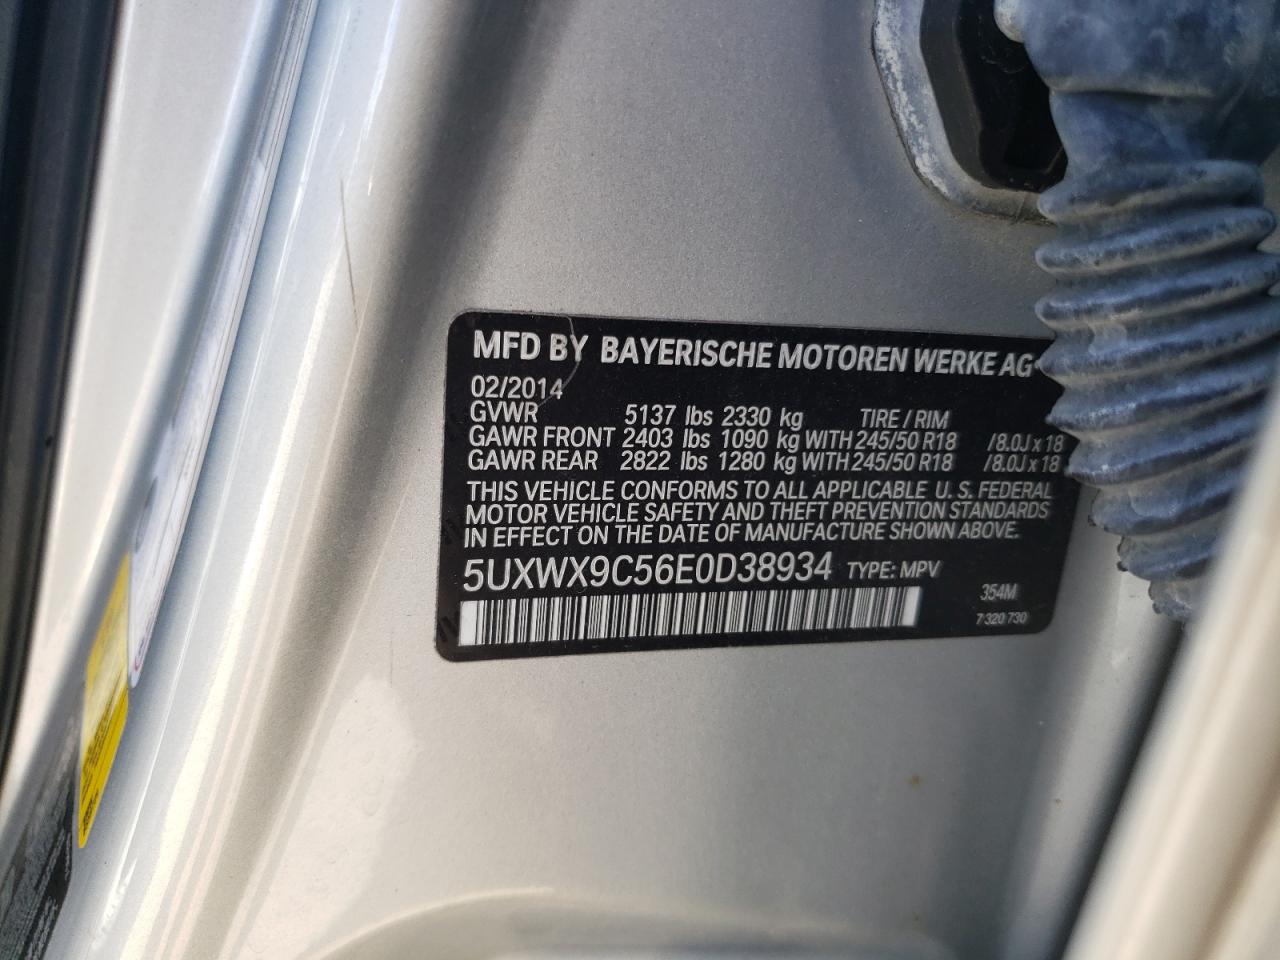 MFD BY BAYERISCHE MOTOREN WERKE AG
02/2014
GVWR 5137 lbs 2330 kg TIRE / RIM
GAWR FRONT 2403 lbs 1090 kg WITH 245/50 R18 /8.0J x 18
GAWR REAR 2822 lbs 1280 kg WITH 245/50 R18 /8.0J x 18
THIS VEHICLE CONFORMS TO ALL APPLICABLE U. S. FEDERAL
MOTOR VEHICLE SAFETY AND THEFT PREVENTION STANDARDS
IN EFFECT ON THE DATE OF MANUFACTURE SHOWN ABOVE.
5UXWX9C56E0D38934 TYPE: MPV
354M
7 320 730